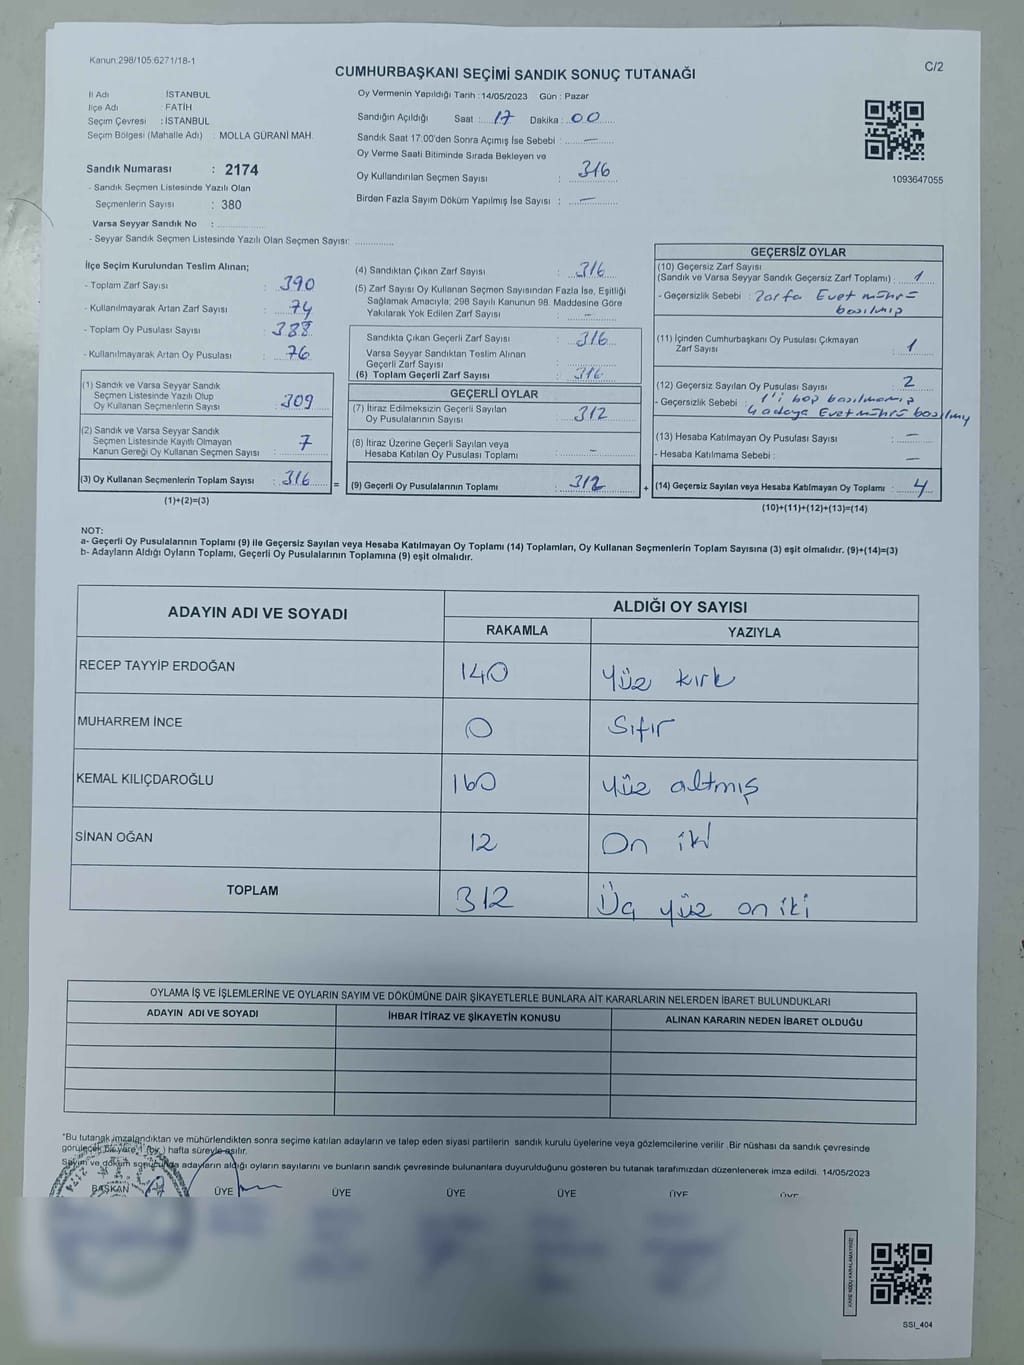 Kanun:298/105:6271/18-1
C/2
CUMHURBAŞKANI SEÇİMİ SANDIK SONUÇ TUTANAĞI
İl Adı : İSTANBUL
İlçe Adı : FATİH
Seçim Çevresi : İSTANBUL
Seçim Bölgesi (Mahalle Adı) : MOLLA GÜRANİ MAH.
Sandık Numarası : 2174
- Sandık Seçmen Listesinde Yazılı Olan
Seçmenlerin Sayısı : 380
Varsa Seyyar Sandık No :
- Seyyar Sandık Seçmen Listesinde Yazılı Olan Seçmen Sayısı:
Oy Vermenin Yapıldığı Tarih : 14/05/2023 Gün : Pazar
Sandığın Açıldığı Saat : 17 Dakika : 00
Sandık Saat 17:00'den Sonra Açımış İse Sebebi : —
Oy Verme Saati Bitiminde Sırada Bekleyen ve
Oy Kullandırılan Seçmen Sayısı : 316
Birden Fazla Sayım Döküm Yapılmış İse Sayısı : —
1093647055
İlçe Seçim Kurulundan Teslim Alınan;
- Toplam Zarf Sayısı : 390
- Kullanılmayarak Artan Zarf Sayısı : 74
- Toplam Oy Pusulası Sayısı : 388
- Kullanılmayarak Artan Oy Pusulası : 76
(1) Sandık ve Varsa Seyyar Sandık
Seçmen Listesinde Yazılı Olup
Oy Kullanan Seçmenlerin Sayısı : 309
(2) Sandık ve Varsa Seyyar Sandık
Seçmen Listesinde Kayıtlı Olmayan
Kanun Gereği Oy Kullanan Seçmen Sayısı : 7
(3) Oy Kullanan Seçmenlerin Toplam Sayısı : 316
(1)+(2)=(3)
=
(4) Sandıktan Çıkan Zarf Sayısı : 316
(5) Zarf Sayısı Oy Kullanan Seçmen Sayısından Fazla İse, Eşitliği
Sağlamak Amacıyla; 298 Sayılı Kanunun 98. Maddesine Göre
Yakılarak Yok Edilen Zarf Sayısı : —
Sandıkta Çıkan Geçerli Zarf Sayısı : 316
Varsa Seyyar Sandıktan Teslim Alınan
Geçerli Zarf Sayısı :
(6) Toplam Geçerli Zarf Sayısı : 316
GEÇERLİ OYLAR
(7) İtiraz Edilmeksizin Geçerli Sayılan
Oy Pusulalarının Sayısı : 312
(8) İtiraz Üzerine Geçerli Sayılan veya
Hesaba Katılan Oy Pusulası Toplamı : -
(9) Geçerli Oy Pusulalarının Toplamı : 312
+
GEÇERSİZ OYLAR
(10) Geçersiz Zarf Sayısı
(Sandık ve Varsa Seyyar Sandık Geçersiz Zarf Toplamı) : 1
- Geçersizlik Sebebi : Zarfa Evet mührü
basılmış
(11) İçinden Cumhurbaşkanı Oy Pusulası Çıkmayan
Zarf Sayısı : 1
(12) Geçersiz Sayılan Oy Pusulası Sayısı : 2
- Geçersizlik Sebebi : 1'i boş basılmamış
4 adaya Evet mührü basılmış
(13) Hesaba Katılmayan Oy Pusulası Sayısı : —
- Hesaba Katılmama Sebebi : —
(14) Geçersiz Sayılan veya Hesaba Katılmayan Oy Toplamı : 4
(10)+(11)+(12)+(13)=(14)
NOT:
a- Geçerli Oy Pusulalarının Toplamı (9) ile Geçersiz Sayılan veya Hesaba Katılmayan Oy Toplamı (14) Toplamları, Oy Kullanan Seçmenlerin Toplam Sayısına (3) eşit olmalıdır. (9)+(14)=(3)
b- Adayların Aldığı Oyların Toplamı, Geçerli Oy Pusulalarının Toplamına (9) eşit olmalıdır.
ADAYIN ADI VE SOYADI
ALDIĞI OY SAYISI
RAKAMLA YAZIYLA
RECEP TAYYİP ERDOĞAN 140 Yüz kırk
MUHARREM İNCE 0 Sıfır
KEMAL KILIÇDAROĞLU 160 yüz altmış
SİNAN OĞAN 12 On iki
TOPLAM 312 Üç yüz on iki
OYLAMA İŞ VE İŞLEMLERİNE VE OYLARIN SAYIM VE DÖKÜMÜNE DAİR ŞİKAYETLERLE BUNLARA AİT KARARLARIN NELERDEN İBARET BULUNDUKLARI
ADAYIN ADI VE SOYADI İHBAR İTİRAZ VE ŞİKAYETİN KONUSU ALINAN KARARIN NEDEN İBARET OLDUĞU
*Bu tutanak imzalandıktan ve mühürlendikten sonra seçime katılan adayların ve talep eden siyasi partilerin sandık kurulu üyelerine veya gözlemcilerine verilir .Bir nüshası da sandık çevresinde
görülecek bir yere 1 (bir) hafta süreyle asılır.
Sayım ve döküm sonucunda adayların aldığı oyların sayılarını ve bunların sandık çevresinde bulunanlara duyurulduğunu gösteren bu tutanak tarafımızdan düzenlenerek imza edildi. 14/05/2023
BAŞKAN ÜYE ÜYE ÜYE ÜYE ÜYE ÜYE
KARE KODU KARALAMAYINIZ!
SSI_404